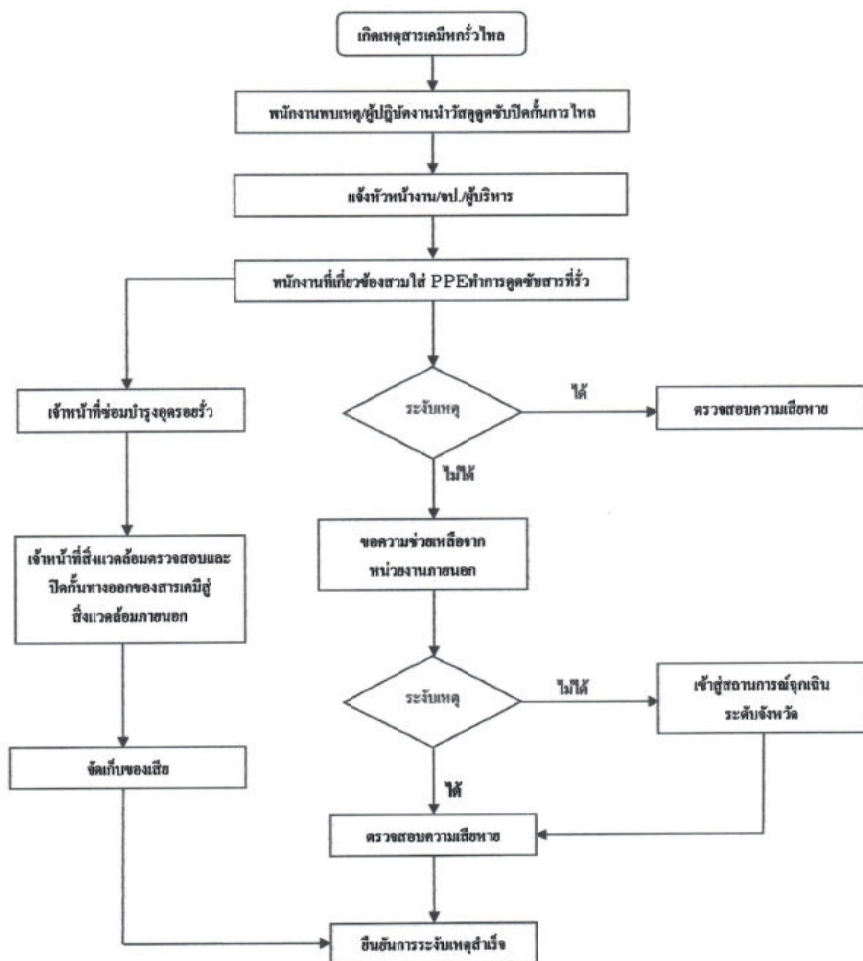 เกิดเหตุสารเคมีหกรั่วไหล
พนักงานพบเหตุ/ผู้ปฏิบัติงานนำวัสดุดูดซับปิดกั้นการไหล
แจ้งหัวหน้างาน/จป./ผู้บริหาร
พนักงานที่เกี่ยวข้องสวมใส่ PPEทำการดูดซับสารที่รั่ว
เจ้าหน้าที่ซ่อมบำรุงอุดรอยรั่ว
ระงับเหตุ
ได้
ตรวจสอบความเสียหาย
ไม่ได้
เจ้าหน้าที่สิ่งแวดล้อมตรวจสอบและ
ปิดกั้นทางออกของสารเคมีสู่
สิ่งแวดล้อมภายนอก
ขอความช่วยเหลือจาก
หน่วยงานภายนอก
ระงับเหตุ
ไม่ได้
เข้าสู่สถานการณ์ฉุกเฉิน
ระดับจังหวัด
จัดเก็บของเสีย
ได้
ตรวจสอบความเสียหาย
ยืนยันการระงับเหตุสำเร็จ